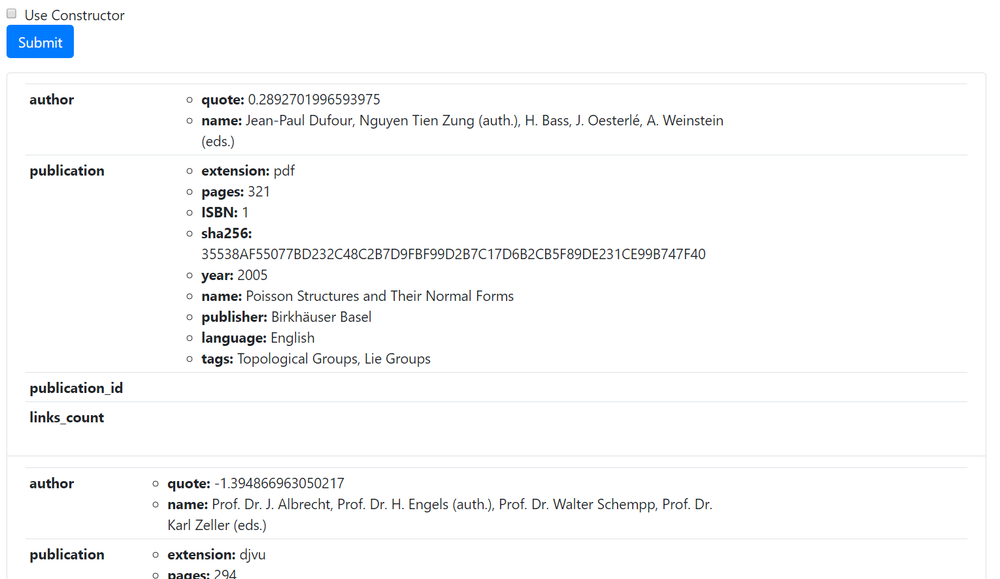 Use Constructor
Submit
author
quote: 0.2892701996593975
name: Jean-Paul Dufour, Nguyen Tien Zung (auth.), H. Bass, J. Oesterlé, A. Weinstein
(eds.)
publication
extension: pdf
pages: 321
ISBN: 1
sha256:
35538AF55077BD232C48C2B7D9FBF99D2B7C17D6B2CB5F89DE231CE99B747F40
year: 2005
name: Poisson Structures and Their Normal Forms
publisher: Birkhäuser Basel
language: English
tags: Topological Groups, Lie Groups
publication_id
links_count
author
quote: -1.394866963050217
name: Prof. Dr. J. Albrecht, Prof. Dr. H. Engels (auth.), Prof. Dr. Walter Schempp, Prof. Dr.
Karl Zeller (eds.)
publication
extension: djvu
pages: 294